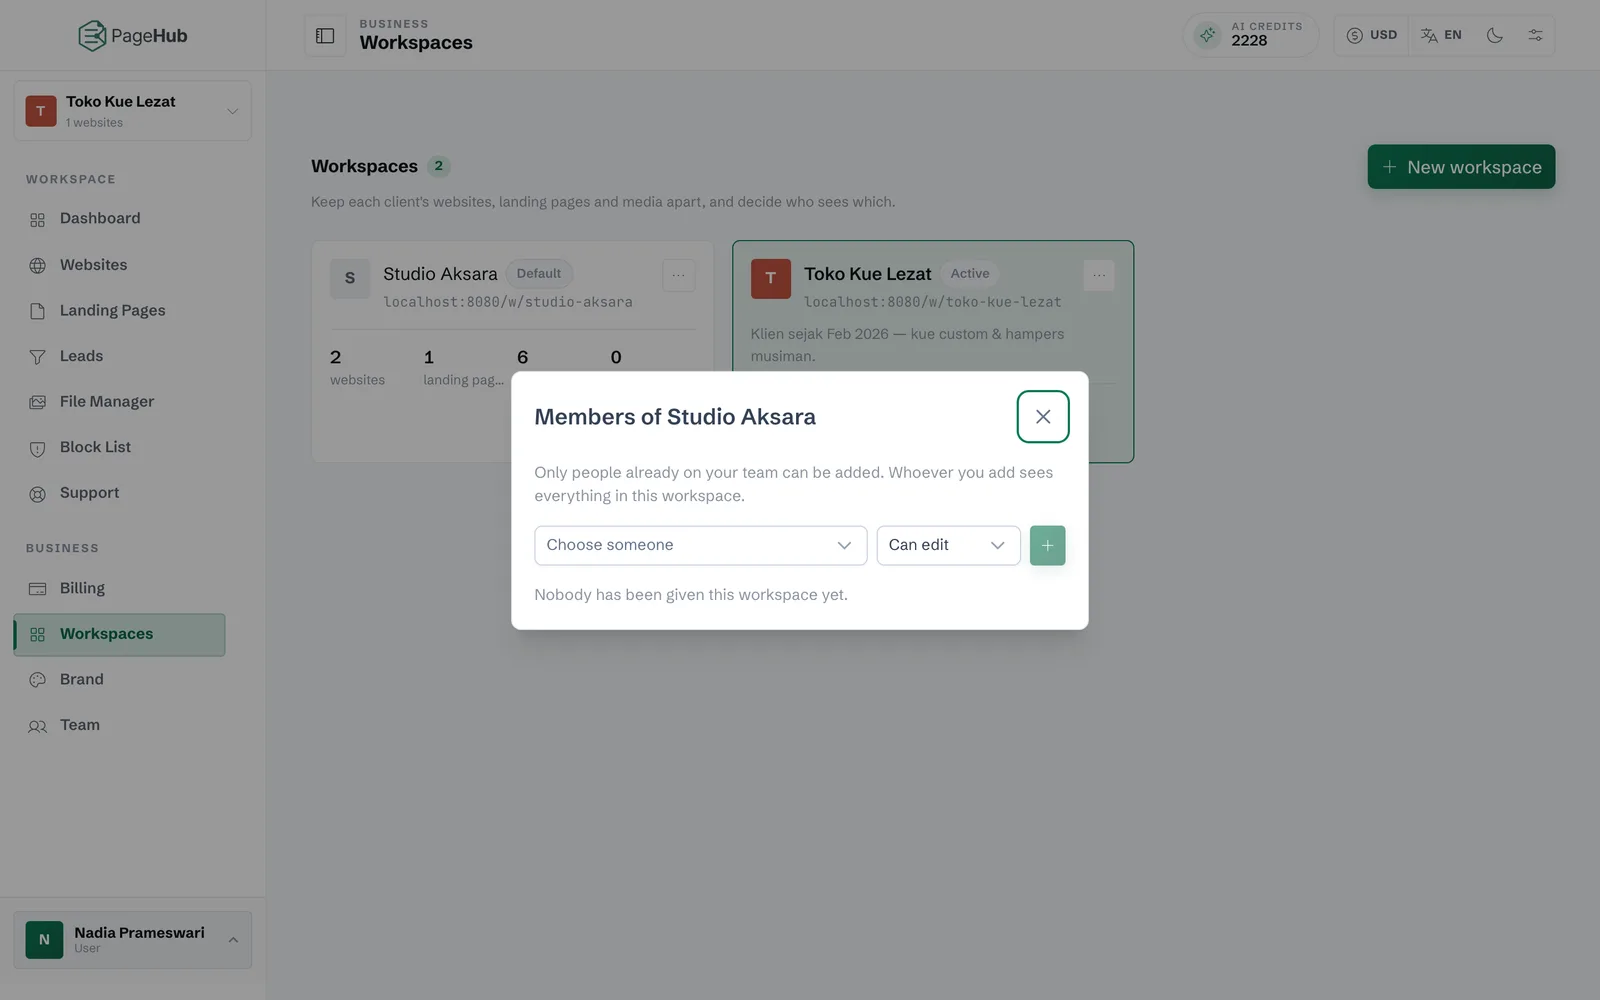 PageHub
BUSINESS
Workspaces
AI CREDITS
2228
USD
EN
T
Toko Kue Lezat
1 websites
WORKSPACE
Dashboard
Websites
Landing Pages
Leads
File Manager
Block List
Support
BUSINESS
Billing
Workspaces
Brand
Team
N
Nadia Prameswari
User
Workspaces 2
Keep each client's websites, landing pages and media apart, and decide who sees which.
+ New workspace
S
Studio Aksara Default
localhost:8080/w/studio-aksara
2 1 6 0
websites landing pag...
T
Toko Kue Lezat Active
localhost:8080/w/toko-kue-lezat
Klien sejak Feb 2026 — kue custom & hampers
musiman.
Members of Studio Aksara
Only people already on your team can be added. Whoever you add sees
everything in this workspace.
Choose someone
Can edit
+
Nobody has been given this workspace yet.